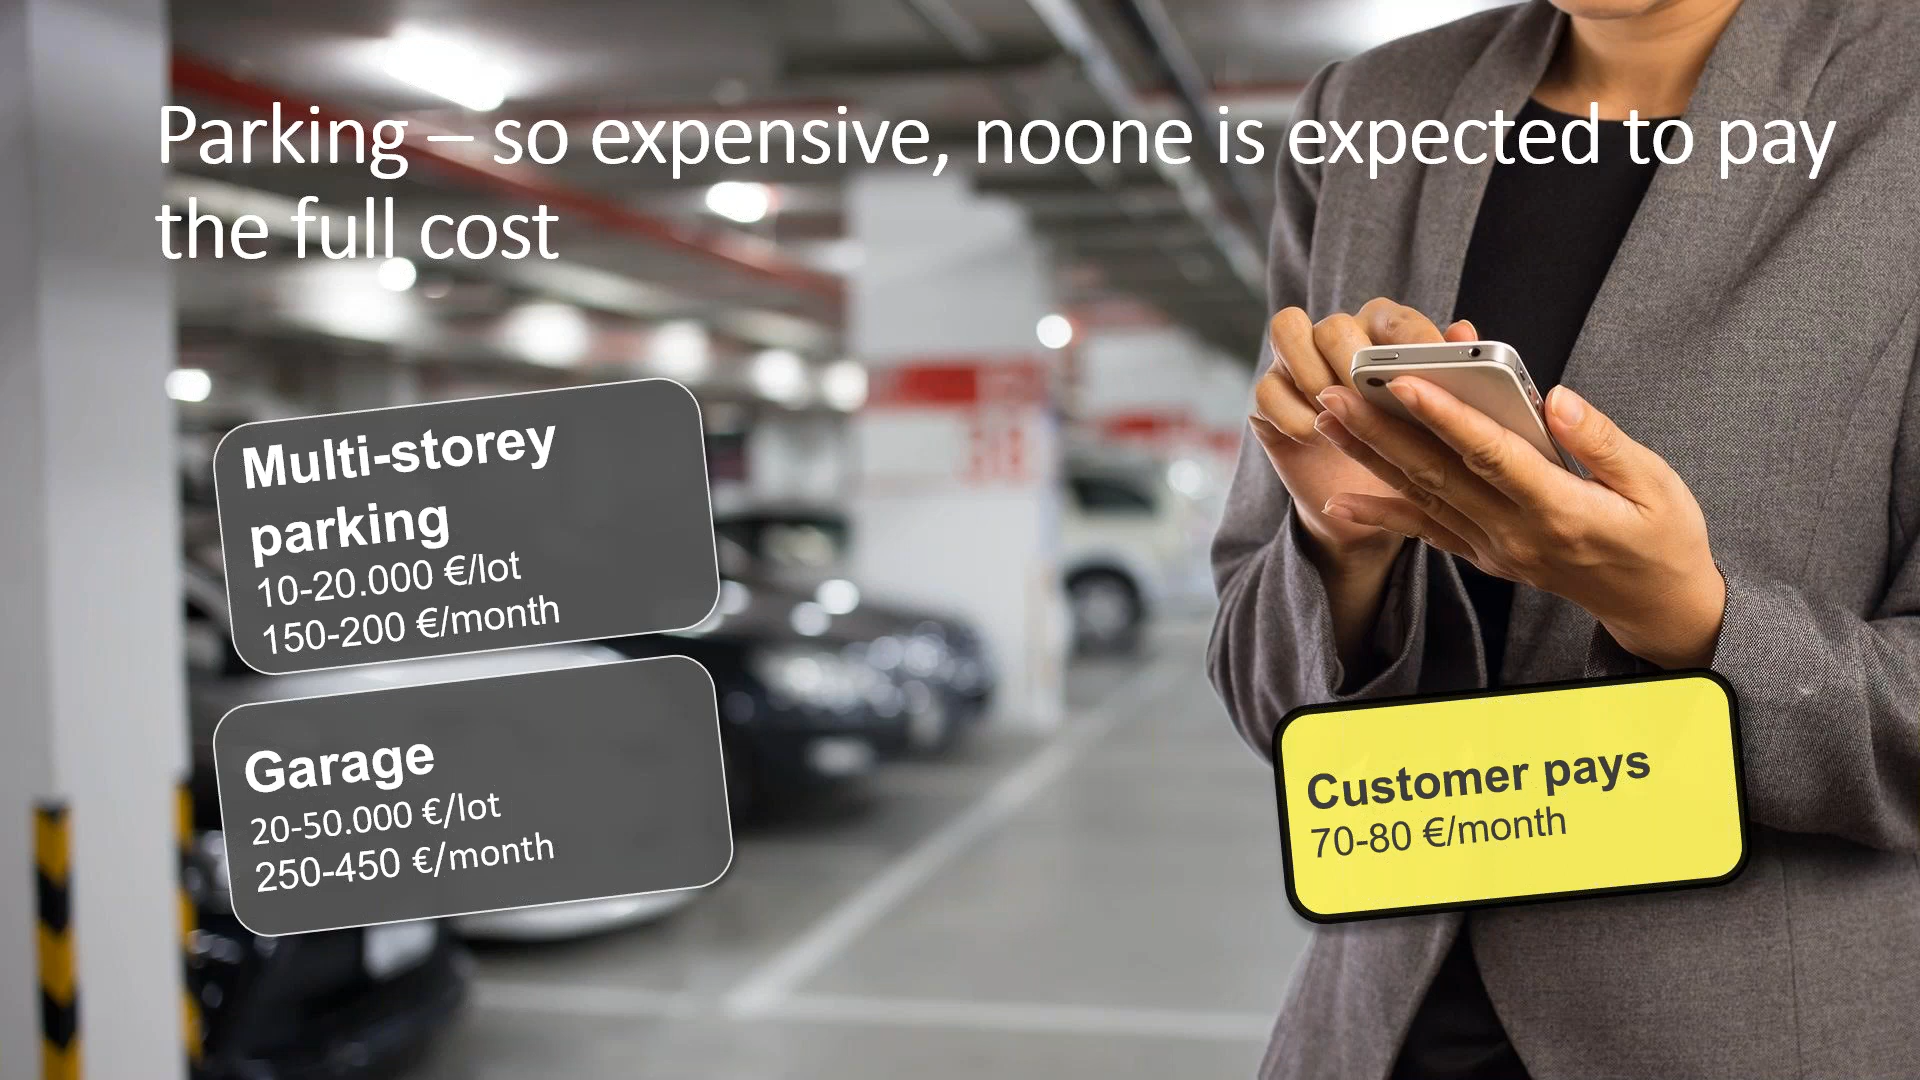 Parking – so expensive, noone is expected to pay
the full cost
Multi-storey
parking
10-20.000 €/lot
150-200 €/month
Garage
20-50.000 €/lot
250-450 €/month
Customer pays
70-80 €/month